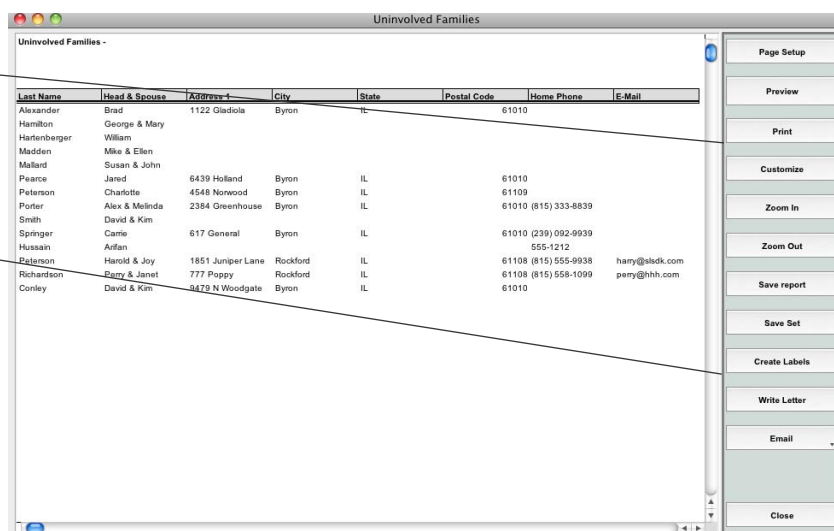 Uninvolved Families
Uninvolved Families -
Last Name Head & Spouse Address 1 City State Postal Code Home Phone E-Mail
Alexander Brad 1122 Gladiola Byron IL 61010
Hamilton George & Mary
Hartenberger William
Madden Mike & Ellen
Mallard Susan & John
Pearce Jared 6439 Holland Byron IL 61010
Peterson Charlotte 4548 Norwood Byron IL 61109
Porter Alex & Melinda 2384 Greenhouse Byron IL 61010 (815) 333-8839
Smith David & Kim
Springer Carrie 617 General Byron IL 61010 (239) 092-9939
Hussain Arifan 555-1212
Peterson Harold & Joy 1851 Juniper Lane Rockford IL 61108 (815) 555-9938 harry@slsdk.com
Richardson Perry & Janet 777 Poppy Rockford IL 61108 (815) 558-1099 perry@hhh.com
Conley David & Kim 9479 N Woodgate Byron IL 61010
Page Setup
Preview
Print
Customize
Zoom In
Zoom Out
Save report
Save Set
Create Labels
Write Letter
Email
Close